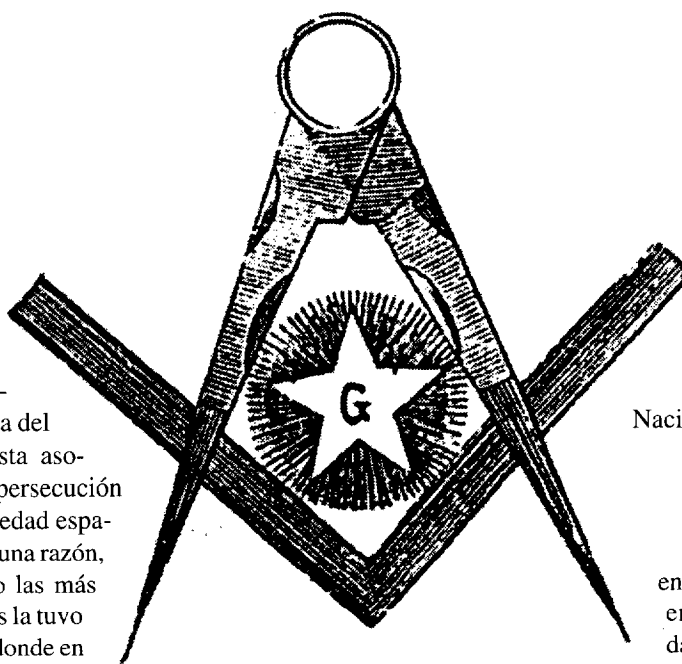 a del
sta aso-
persecución
edad espa-
una razón,
o las más
s la tuvo
donde en
G
Naci
en
en
da